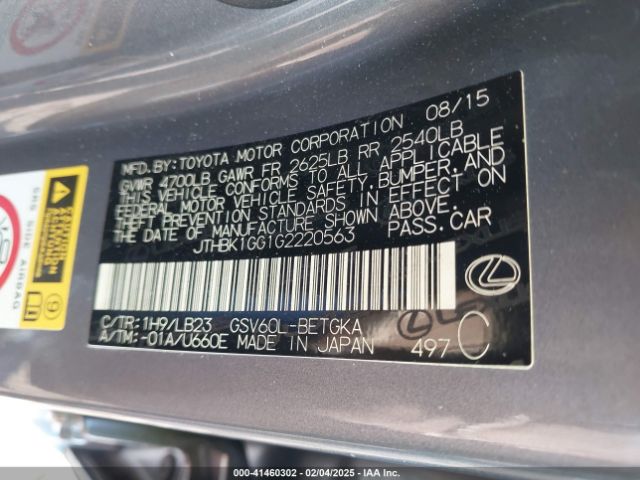 MFD.BY:TOYOTA MOTOR CORPORATION 08/15
GVWR 4700LB GAWR FR 2625LB RR 2540LB
THIS VEHICLE CONFORMS TO ALL APPLICABLE
FEDERAL MOTOR VEHICLE SAFETY,BUMPER,AND
THEFT PREVENTION STANDARDS IN EFFECT ON
THE DATE OF MANUFACTURE SHOWN ABOVE.
JTHBK1GG1G2220563 PASS.CAR
C/TR:1H9/LB23 GSV60L-BETGKA
A/TM:-01A/U660E MADE IN JAPAN 497 C
SRS SIDE AIRBAG
000-41460302 - 02/04/2025 - IAA Inc.